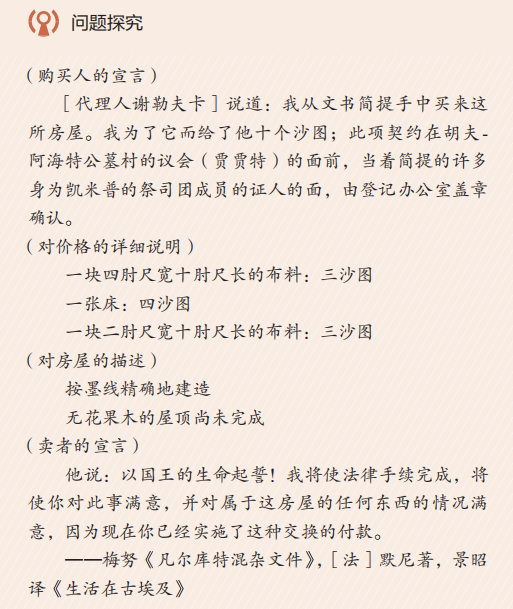 问题探究
（购买人的宣言）
［代理人谢勒夫卡］说道：我从文书简提手中买来这
所房屋。我为了它而给了他十个沙图；此项契约在胡夫-
阿海特公墓村的议会（贾贾特）的面前，当着简提的许多
身为凯米普的祭司团成员的证人的面，由登记办公室盖章
确认。
（对价格的详细说明）
一块四肘尺宽十肘尺长的布料：三沙图
一张床：四沙图
一块二肘尺宽十肘尺长的布料：三沙图
（对房屋的描述）
按墨线精确地建造
无花果木的屋顶尚未完成
（卖者的宣言）
他说：以国王的生命起誓！我将使法律手续完成，将
使你对此事满意，并对属于这房屋的任何东西的情况满
意，因为现在你已经实施了这种交换的付款。
——梅努《凡尔库特混杂文件》，［法］默尼著，景昭
译《生活在古埃及》